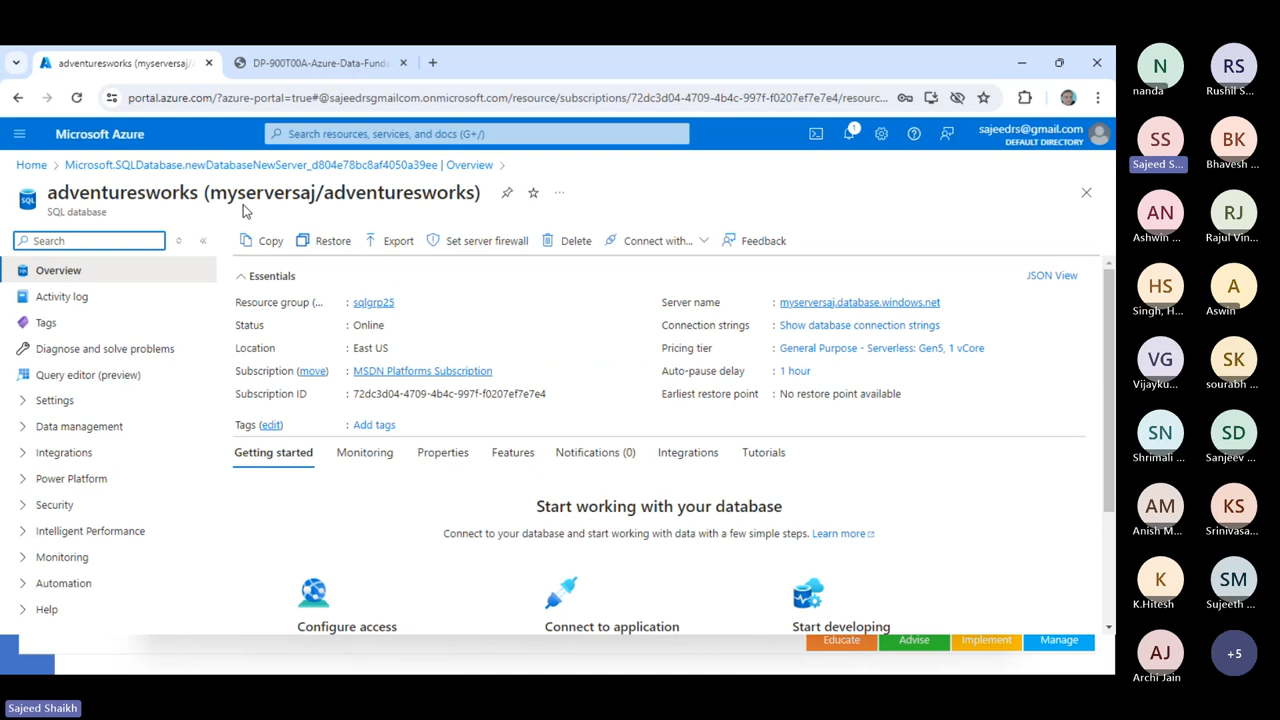 adventuresworks (myserversaj/
DP-900T00A-Azure-Data-Funda
portal.azure.com/?azure-portal=true#@sajeedrsgmailcom.onmicrosoft.com/resource/subscriptions/72dc3d04-4709-4b4c-997f-f0207ef7e7e4/resourc...
Microsoft Azure
Search resources, services, and docs (G+/)
1
sajeedrs@gmail.com
DEFAULT DIRECTORY
Home > Microsoft.SQLDatabase.newDatabaseNewServer_d804e78bc8af4050a39ee | Overview >
SQL
adventuresworks (myserversaj/adventuresworks)
SQL database
Search
Copy
Restore
Export
Set server firewall
Delete
Connect with...
Feedback
Overview
Activity log
Tags
Diagnose and solve problems
Query editor (preview)
Settings
Data management
Integrations
Power Platform
Security
Intelligent Performance
Monitoring
Automation
Help
Essentials
JSON View
Resource group (... : sqlgrp25
Status : Online
Location : East US
Subscription (move) : MSDN Platforms Subscription
Subscription ID : 72dc3d04-4709-4b4c-997f-f0207ef7e7e4
Server name : myserversaj.database.windows.net
Connection strings : Show database connection strings
Pricing tier : General Purpose - Serverless: Gen5, 1 vCore
Auto-pause delay : 1 hour
Earliest restore point : No restore point available
Tags (edit) : Add tags
Getting started
Monitoring
Properties
Features
Notifications (0)
Integrations
Tutorials
Start working with your database
Connect to your database and start working with data with a few simple steps. Learn more
Configure access
Connect to application
Start developing
Educate
Advise
Implement
Manage
N
nanda
RS
Rushil S...
SS
Sajeed S...
BK
Bhavesh ...
AN
Ashwin ...
RJ
Rajul Vin...
HS
Singh, H...
A
Aswin
VG
Vijayku...
SK
sourabh ...
SN
Shrimali ...
SD
Sanjeev ...
AM
Anish M...
KS
Srinivasa...
K
K.Hitesh
SM
Sujeeth ...
AJ
Archi Jain
+5
Sajeed Shaikh